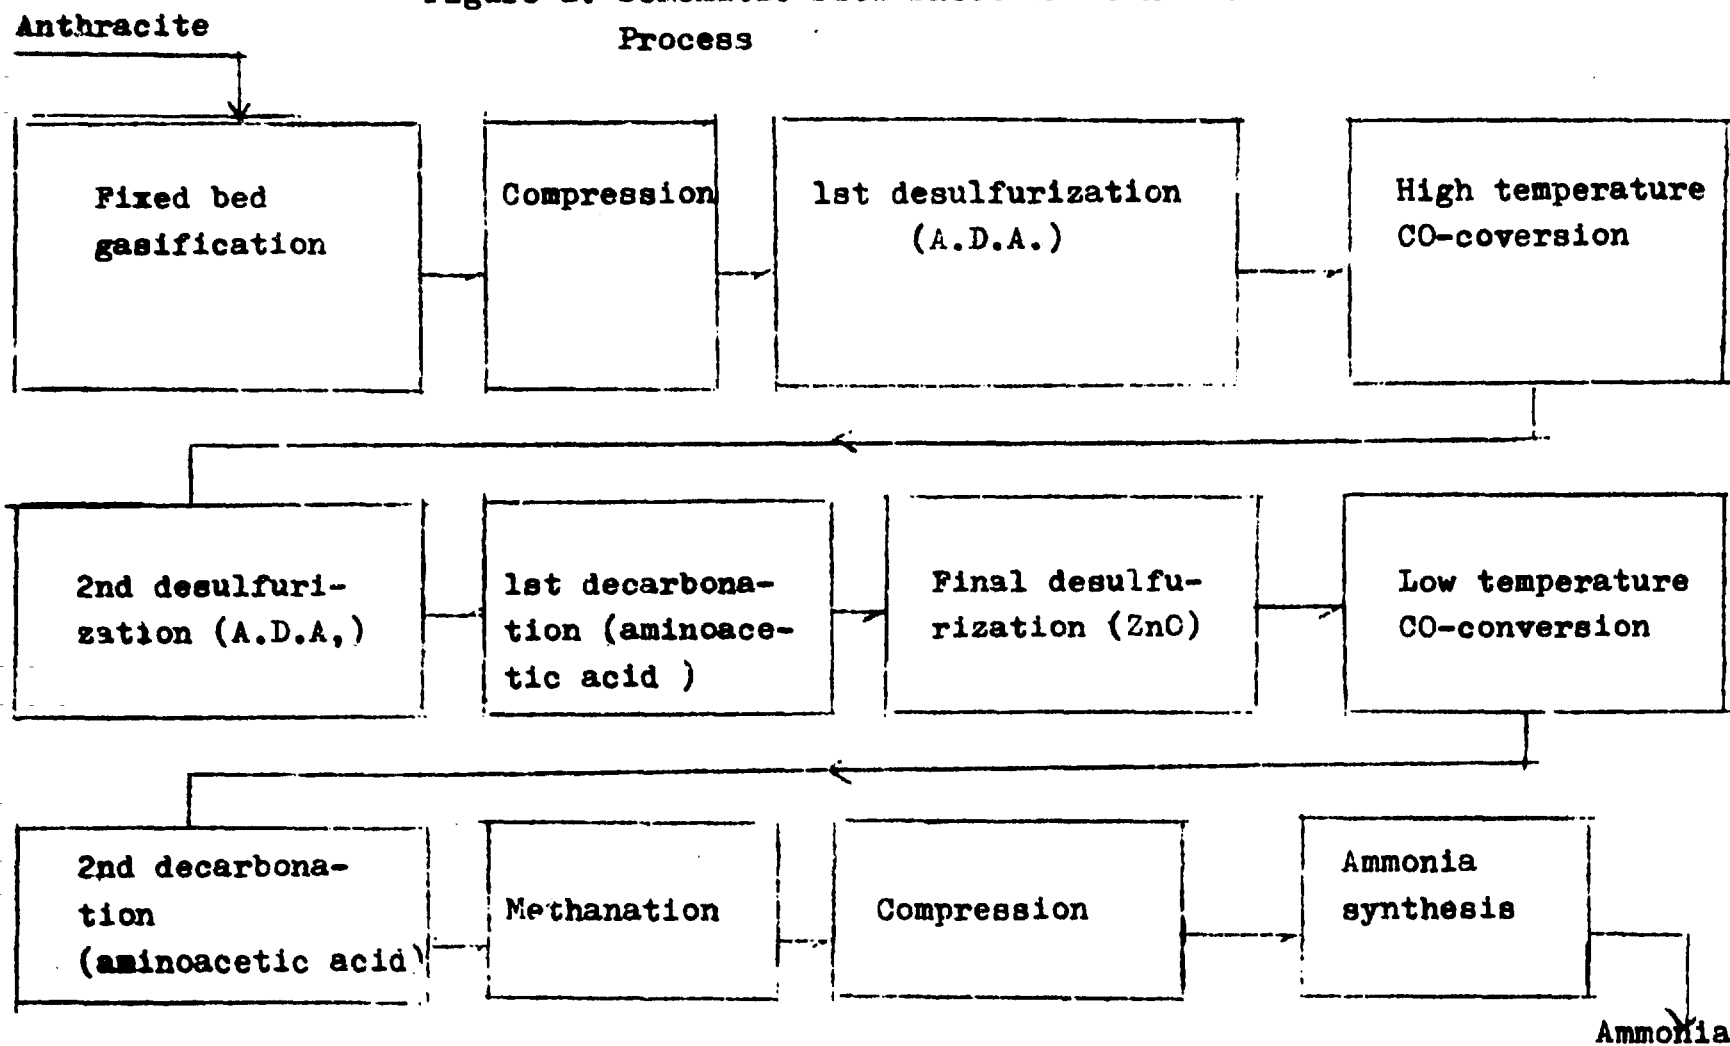 Process
Anthracite
Fixed bed
gasification
Compression
1st desulfurization
(A.D.A.)
High temperature
CO-coversion
2nd desulfuri-
zation (A.D.A,)
1st decarbona-
tion (aminoace-
tic acid )
Final desulfu-
rization (ZnO)
Low temperature
CO-conversion
2nd decarbona-
tion
(aminoacetic acid)
Methanation
Compression
Ammonia
synthesis
Ammonia